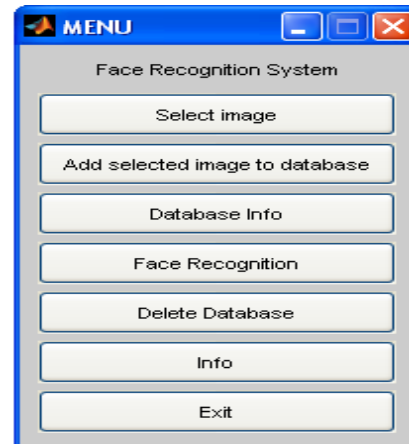 MENU
Face Recognition System
Select image
Add selected image to database
Database Info
Face Recognition
Delete Database
Info
Exit